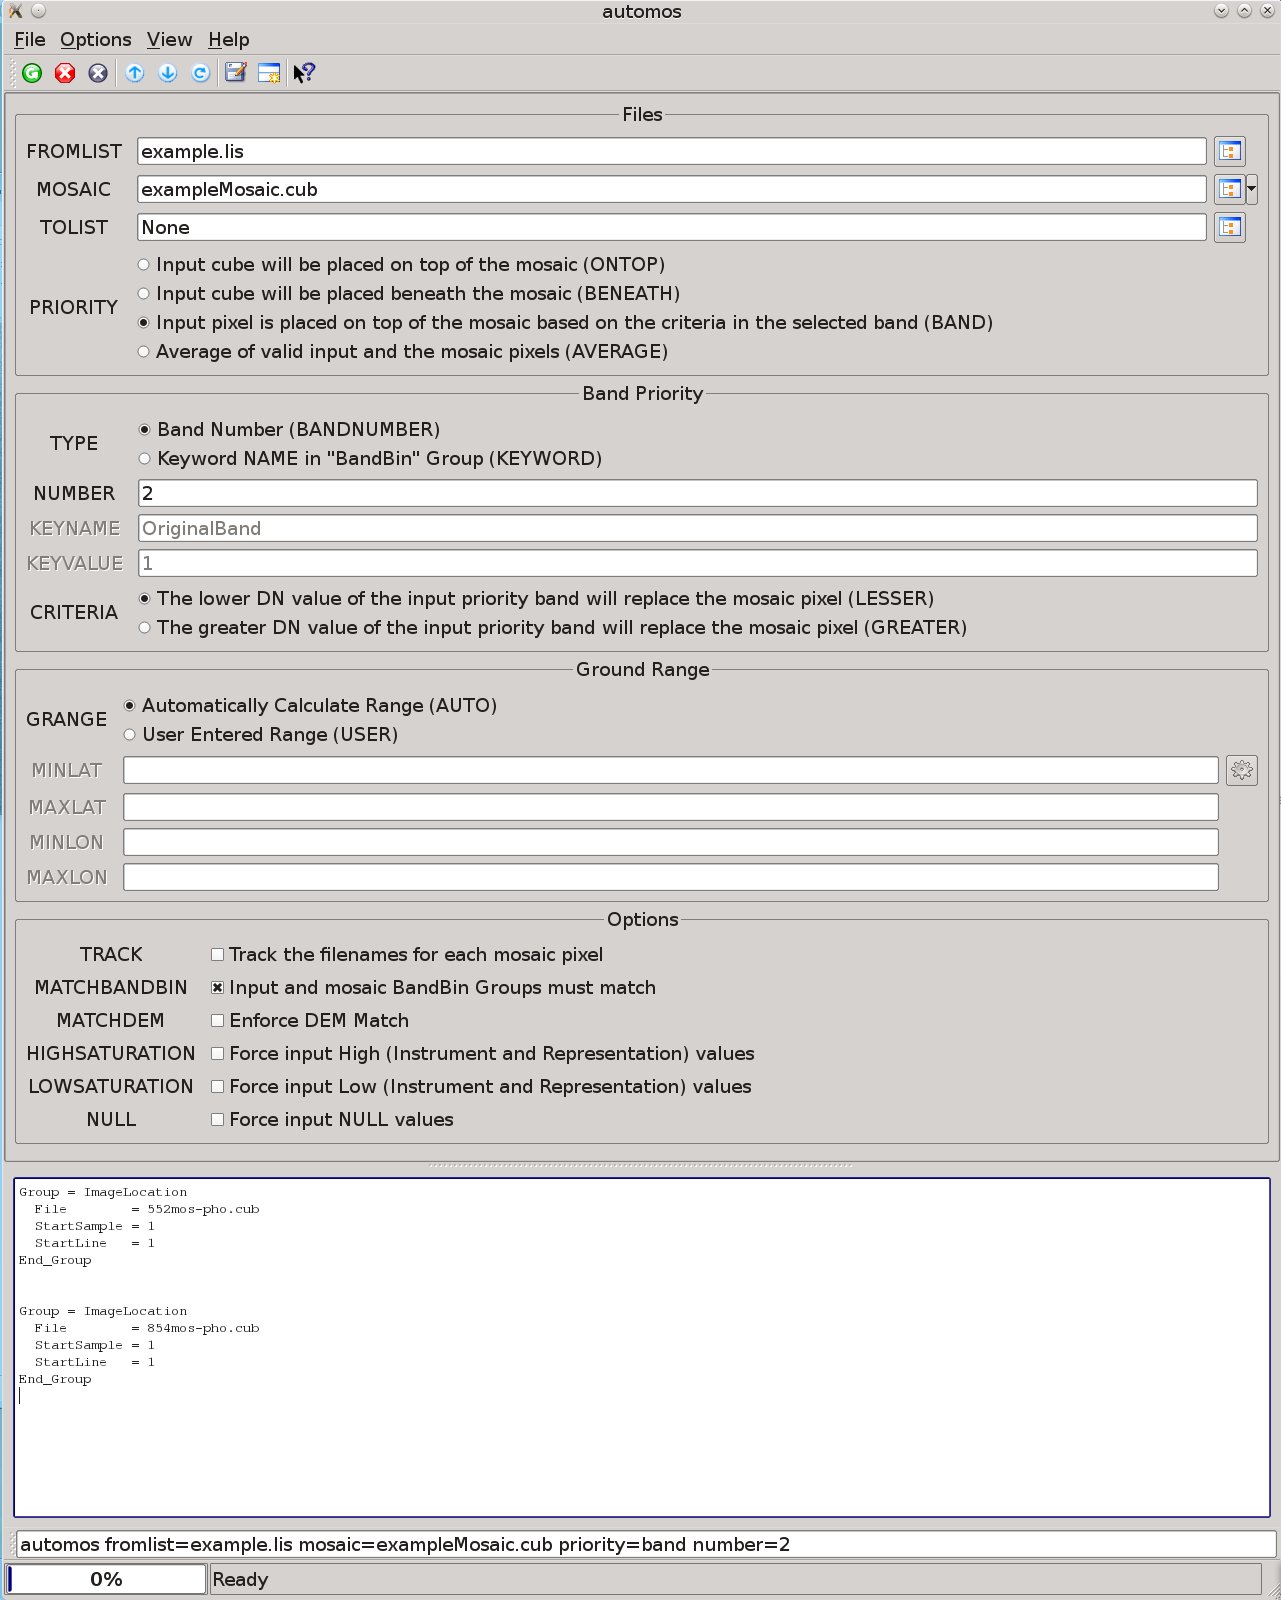 automos
File Options View Help
Files
FROMLIST example.lis
MOSAIC exampleMosaic.cub
TOLIST None
PRIORITY
Input cube will be placed on top of the mosaic (ONTOP)
Input cube will be placed beneath the mosaic (BENEATH)
Input pixel is placed on top of the mosaic based on the criteria in the selected band (BAND)
Average of valid input and the mosaic pixels (AVERAGE)
Band Priority
TYPE
Band Number (BANDNUMBER)
Keyword NAME in "BandBin" Group (KEYWORD)
NUMBER 2
KEYNAME OriginalBand
KEYVALUE 1
CRITERIA
The lower DN value of the input priority band will replace the mosaic pixel (LESSER)
The greater DN value of the input priority band will replace the mosaic pixel (GREATER)
Ground Range
GRANGE
Automatically Calculate Range (AUTO)
User Entered Range (USER)
MINLAT
MAXLAT
MINLON
MAXLON
Options
TRACK Track the filenames for each mosaic pixel
MATCHBANDBIN Input and mosaic BandBin Groups must match
MATCHDEM Enforce DEM Match
HIGHSATURATION Force input High (Instrument and Representation) values
LOWSATURATION Force input Low (Instrument and Representation) values
NULL Force input NULL values
Group = ImageLocation
File = 552mos-pho.cub
StartSample = 1
StartLine = 1
End_Group
Group = ImageLocation
File = 854mos-pho.cub
StartSample = 1
StartLine = 1
End_Group
automos fromlist=example.lis mosaic=exampleMosaic.cub priority=band number=2
0% Ready